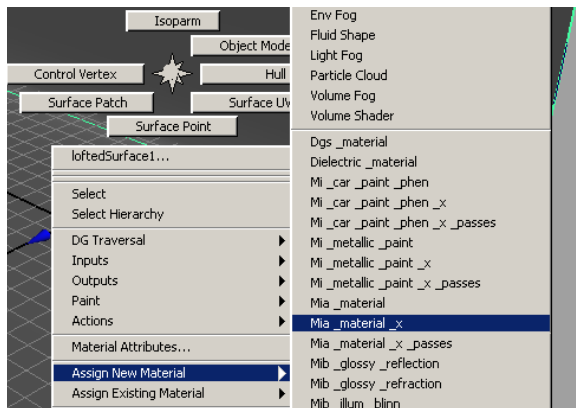 Isoparm
Object Mode
Control Vertex
Hull
Surface Patch
Surface UV
Surface Point
loftedSurface1...
Select
Select Hierarchy
DG Traversal
Inputs
Outputs
Paint
Actions
Material Attributes...
Assign New Material
Assign Existing Material
Env Fog
Fluid Shape
Light Fog
Particle Cloud
Volume Fog
Volume Shader
Dgs _material
Dielectric _material
Mi _car _paint _phen
Mi _car _paint _phen _x
Mi _car _paint _phen _x _passes
Mi _metallic _paint
Mi _metallic _paint _x
Mi _metallic _paint _x _passes
Mia _material
Mia _material _x
Mia _material _x _passes
Mib _glossy _reflection
Mib _glossy _refraction
Mib _illum _blinn